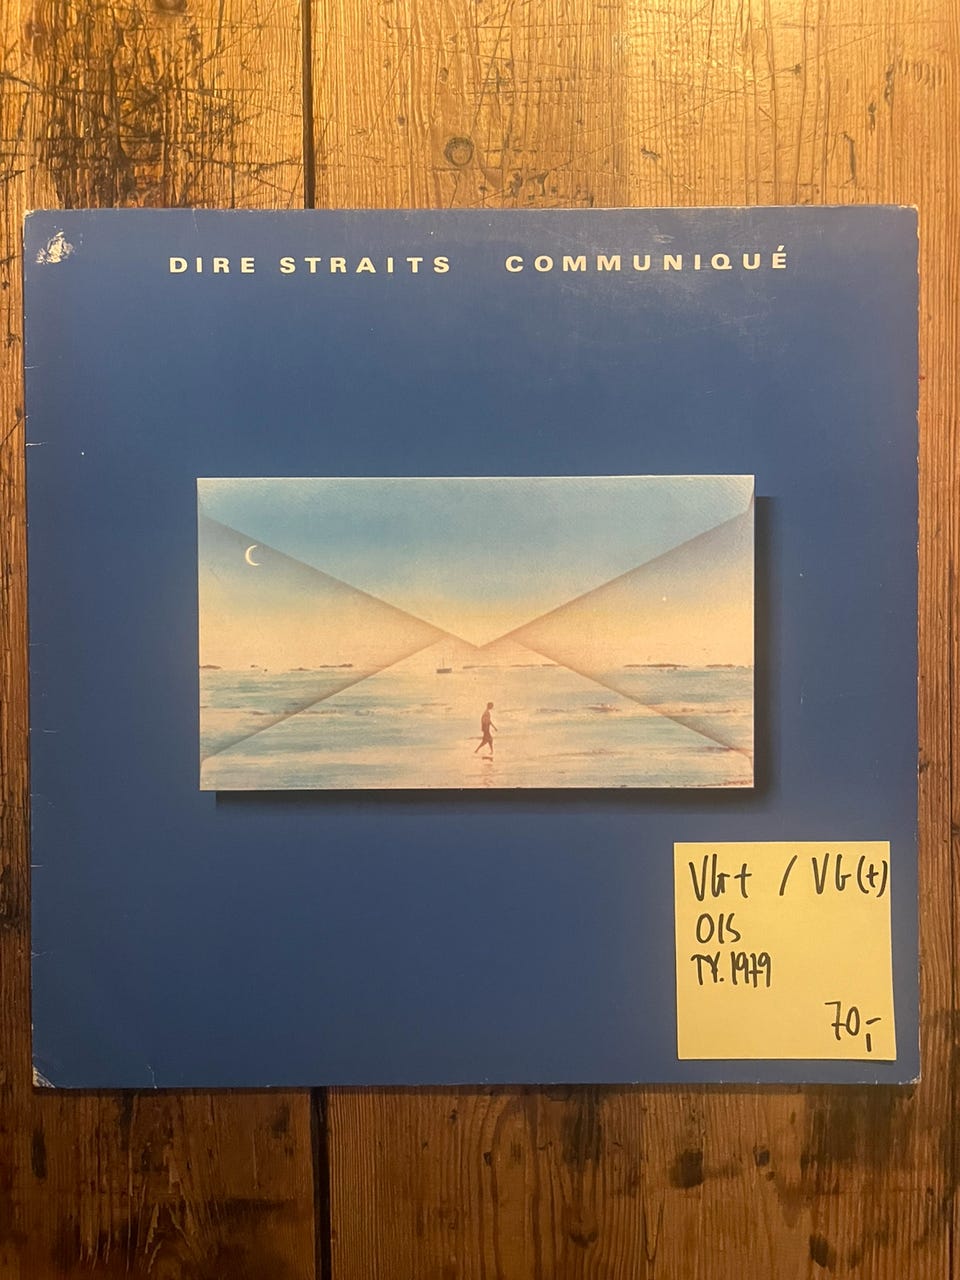 DIRE STRAITS COMMUNIQUÉ
VG+ / VG(+)
OIS
TY. 1979
70,-